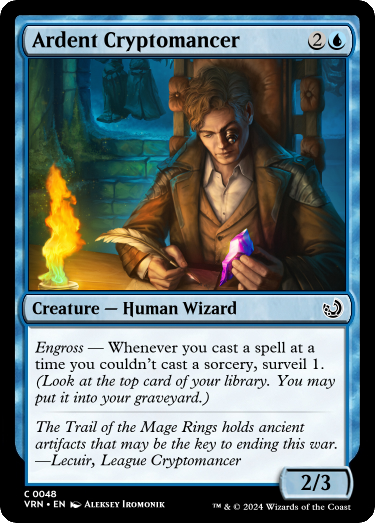 Ardent Cryptomancer 2
Creature — Human Wizard
Engross — Whenever you cast a spell at a
time you couldn't cast a sorcery, surveil 1.
(Look at the top card of your library. You may
put it into your graveyard.)
The Trail of the Mage Rings holds ancient
artifacts that may be the key to ending this war.
—Lecuir, League Cryptomancer
2/3
C 0048
VRN • EN Aleksey Iromonik
™ & © 2024 Wizards of the Coast